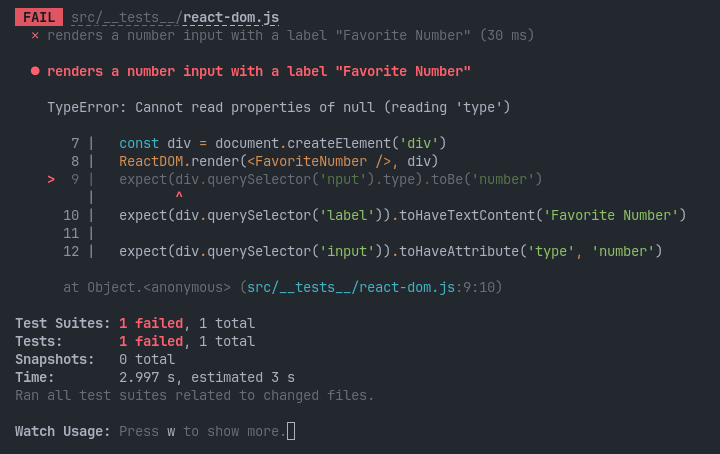 FAIL src/__tests__/react-dom.js
✕ renders a number input with a label "Favorite Number" (30 ms)
● renders a number input with a label "Favorite Number"
TypeError: Cannot read properties of null (reading 'type')
7 |   const div = document.createElement('div')
8 |   ReactDOM.render(<FavoriteNumber />, div)
>  9 |   expect(div.querySelector('nput').type).toBe('number')
|          ^
10 |   expect(div.querySelector('label')).toHaveTextContent('Favorite Number')
11 |
12 |   expect(div.querySelector('input')).toHaveAttribute('type', 'number')
at Object.<anonymous> (src/__tests__/react-dom.js:9:10)
Test Suites: 1 failed, 1 total
Tests:       1 failed, 1 total
Snapshots:   0 total
Time:        2.997 s, estimated 3 s
Ran all test suites related to changed files.
Watch Usage: Press w to show more.